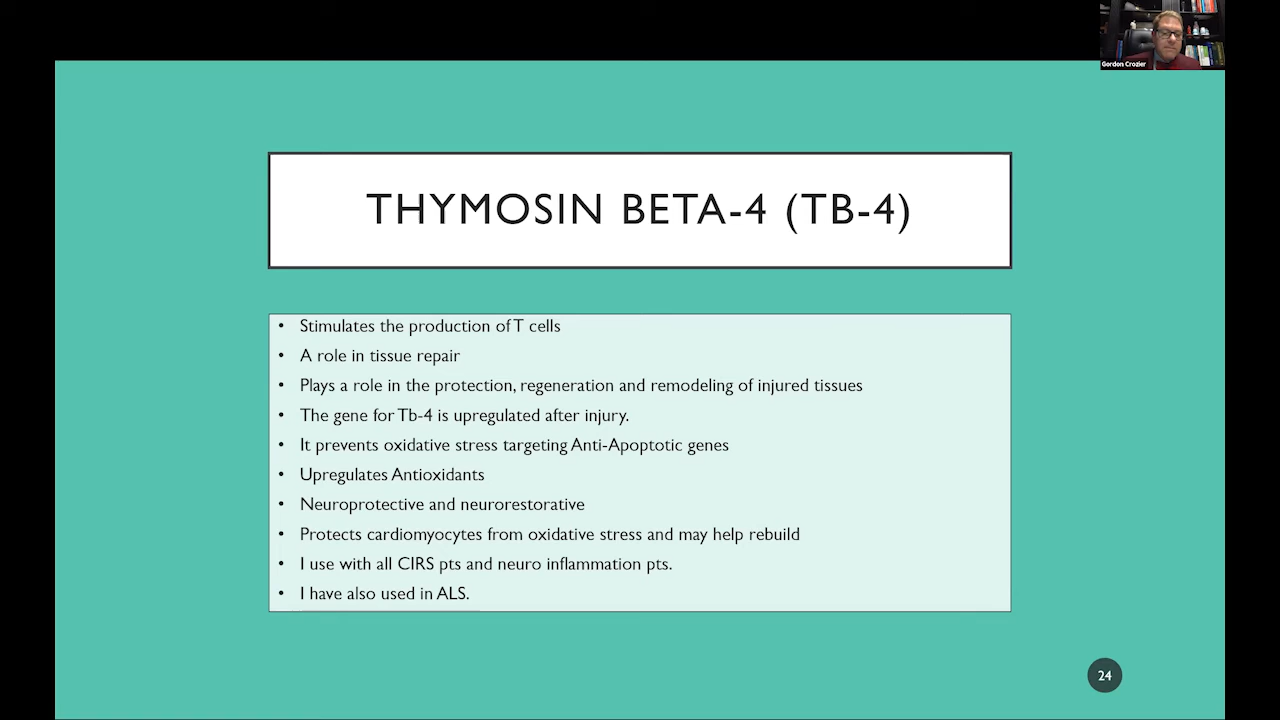 Gordon Crozier
THYMOSIN BETA-4 (TB-4)
• Stimulates the production of T cells
• A role in tissue repair
• Plays a role in the protection, regeneration and remodeling of injured tissues
• The gene for Tb-4 is upregulated after injury.
• It prevents oxidative stress targeting Anti-Apoptotic genes
• Upregulates Antioxidants
• Neuroprotective and neurorestorative
• Protects cardiomyocytes from oxidative stress and may help rebuild
• I use with all CIRS pts and neuro inflammation pts.
• I have also used in ALS.
24